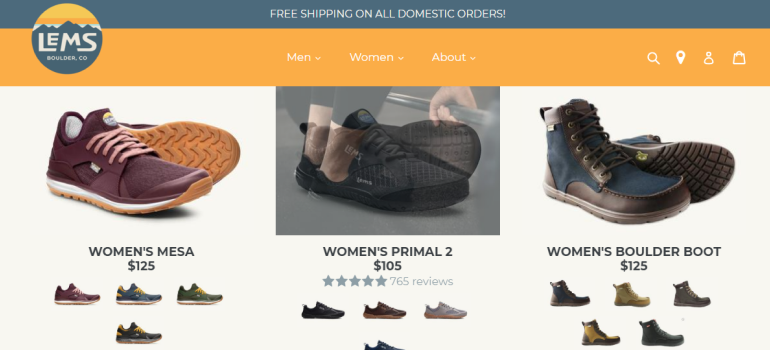 FREE SHIPPING ON ALL DOMESTIC ORDERS!
LEMS
BOULDER, CO
Men
Women
About
WOMEN'S MESA
$125
WOMEN'S PRIMAL 2
$105
765 reviews
WOMEN'S BOULDER BOOT
$125